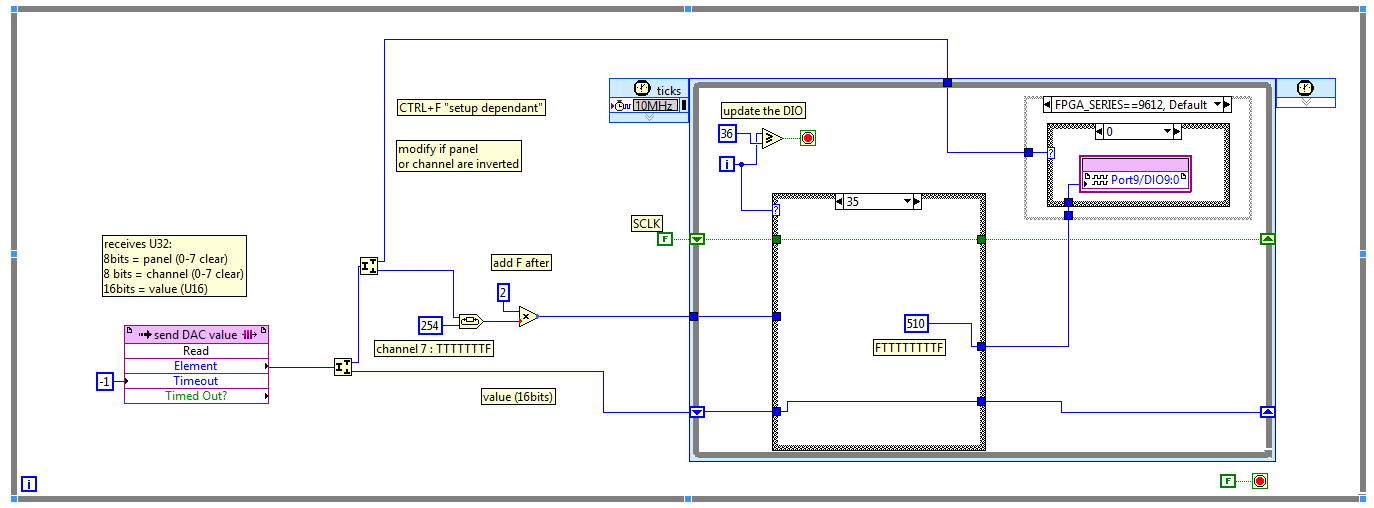 CTRL+F "setup dependant"
modify if panel
or channel are inverted
receives U32:
8bits = panel (0-7 clear)
8 bits = channel (0-7 clear)
16bits = value (U16)
send DAC value
Read
Element
Timeout
Timed Out?
-1
add F after
2
254
channel 7 : TTTTTTTF
value (16bits)
i
ticks
10MHz
update the DIO
36
i
SCLK
F
35
510
FTTTTTTTTF
FPGA_SERIES==9612, Default
0
Port9/DIO9:0
F